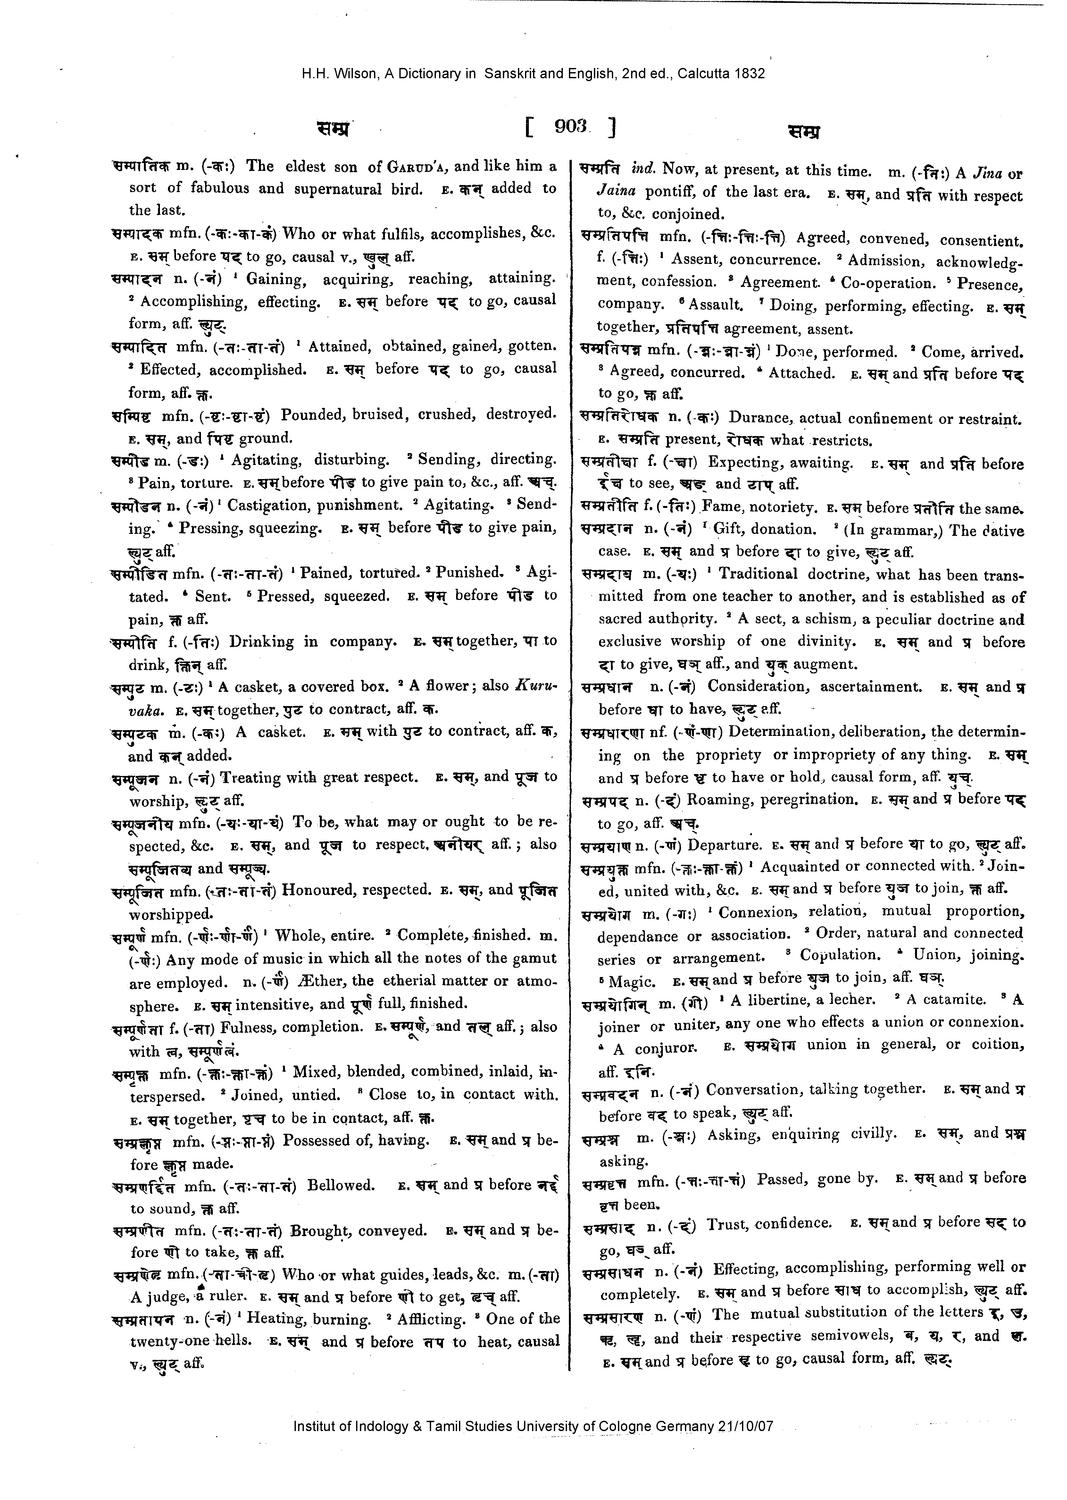 H.H. Wilson, A Dictionary in Sanskrit and English, 2nd ed., Calcutta 1832
सम्प्र
[ 903 ]
सम्प्र
सम्पातिक m. (-कः) The eldest son of GARUD'A, and like him a
sort of fabulous and supernatural bird. E. कन् added to
the last.
सम्पादक mfn. (-कः-का-कं) Who or what fulfils, accomplishes, &c.
E. सम् before पद् to go, causal v., ण्वुल् aff.
सम्पादन n. (-नं) ¹ Gaining, acquiring, reaching, attaining.
² Accomplishing, effecting. E. सम् before पद् to go, causal
form, aff. ल्युट्.
सम्पादित mfn. (-तः-ता-तं) ¹ Attained, obtained, gained, gotten.
² Effected, accomplished. E. सम् before पद् to go, causal
form, aff. क्त.
सम्पिष्ट mfn. (-ष्टः-ष्टा-ष्टं) Pounded, bruised, crushed, destroyed.
E. सम्, and पिष्ट ground.
सम्पीड m. (-डः) ¹ Agitating, disturbing. ² Sending, directing.
³ Pain, torture. E. सम् before पीड to give pain to, &c., aff. अच्.
सम्पीडन n. (-नं) ¹ Castigation, punishment. ² Agitating. ³ Send-
ing. ⁴ Pressing, squeezing. E. सम् before पीड to give pain,
ल्युट् aff.
सम्पीडित mfn. (-तः-ता-तं) ¹ Pained, tortured. ² Punished. ³ Agi-
tated. ⁴ Sent. ⁵ Pressed, squeezed. E. सम् before पीड to
pain, क्त aff.
सम्पीति f. (-तिः) Drinking in company. E. सम् together, पा to
drink, क्तिन् aff.
सम्पुट m. (-टः) ¹ A casket, a covered box. ² A flower; also Kuru-
vaka. E. सम् together, पुट to contract, aff. क.
सम्पुटक m. (-कः) A casket. E. सम् with पुट to contract, aff. क,
and कन् added.
सम्पूजन n. (-नं) Treating with great respect. E. सम्, and पूज to
worship, ल्युट् aff.
सम्पूजनीय mfn. (-यः-या-यं) To be, what may or ought to be re-
spected, &c. E. सम्, and पूज to respect, अनीयर् aff.; also
सम्पूजितव्य and सम्पूज्य.
सम्पूजित mfn. (-तः-ता-तं) Honoured, respected. E. सम्, and पूजित
worshipped.
सम्पूर्ण mfn. (-र्णः-र्णा-र्णं) ¹ Whole, entire. ² Complete, finished. m.
(-र्णः) Any mode of music in which all the notes of the gamut
are employed. n. (-र्णं) Æther, the etherial matter or atmo-
sphere. E. सम् intensitive, and पूर्ण full, finished.
सम्पूर्णता f. (-ता) Fulness, completion. E. सम्पूर्ण, and तल् aff.; also
with त्व, सम्पूर्णत्वं.
सम्पृक्त mfn. (-क्तः-क्ता-क्तं) ¹ Mixed, blended, combined, inlaid, in-
terspersed. ² Joined, untied. ³ Close to, in contact with.
E. सम् together, पृच to be in contact, aff. क्त.
सम्प्रक्लृप्त mfn. (-प्तः-प्ता-प्तं) Possessed of, having. E. सम् and प्र be-
fore क्लृप्त made.
सम्प्रणर्द्दित mfn. (-तः-ता-तं) Bellowed. E. सम् and प्र before नर्द्द
to sound, क्त aff.
सम्प्रणीत mfn. (-तः-ता-तं) Brought, conveyed. E. सम् and प्र be-
fore णी to take, क्त aff.
सम्प्रणेतृ mfn. (-ता-त्री-तृ) Who or what guides, leads, &c. m. (-ता)
A judge, a ruler. E. सम् and प्र before णी to get, तृच् aff.
सम्प्रतापन n. (-नं) ¹ Heating, burning. ² Afflicting. ³ One of the
twenty-one hells. E. सम् and प्र before तप to heat, causal
v., ल्युट् aff.
सम्प्रति ind. Now, at present, at this time. m. (-तिः) A Jina or
Jaina pontiff, of the last era. E. सम्, and प्रति with respect
to, &c. conjoined.
सम्प्रतिपत्ति mfn. (-त्तिः-त्तिः-त्ति) Agreed, convened, consentient.
f. (-त्तिः) ¹ Assent, concurrence. ² Admission, acknowledg-
ment, confession. ³ Agreement. ⁴ Co-operation. ⁵ Presence,
company. ⁶ Assault. ⁷ Doing, performing, effecting. E. सम्
together, प्रतिपत्ति agreement, assent.
सम्प्रतिपन्न mfn. (-न्नः-न्ना-न्नं) ¹ Done, performed. ² Come, arrived.
³ Agreed, concurred. ⁴ Attached. E. सम् and प्रति before पद्
to go, क्त aff.
सम्प्रतिरोधक n. (-कः) Durance, actual confinement or restraint.
E. सम्प्रति present, रोधक what restricts.
सम्प्रतीक्षा f. (-क्षा) Expecting, awaiting. E. सम् and प्रति before
ईक्ष to see, अङ् and टाप् aff.
सम्प्रतीति f. (-तिः) Fame, notoriety. E. सम् before प्रतीति the same.
सम्प्रदान n. (-नं) ¹ Gift, donation. ² (In grammar,) The dative
case. E. सम् and प्र before दा to give, ल्युट् aff.
सम्प्रदाय m. (-यः) ¹ Traditional doctrine, what has been trans-
mitted from one teacher to another, and is established as of
sacred authority. ² A sect, a schism, a peculiar doctrine and
exclusive worship of one divinity. E. सम् and प्र before
दा to give, घञ् aff., and युक् augment.
सम्प्रधान n. (-नं) Consideration, ascertainment. E. सम् and प्र
before धा to have, ल्युट् aff.
सम्प्रधारणा nf. (-णं-णा) Determination, deliberation, the determin-
ing on the propriety or impropriety of any thing. E. सम्
and प्र before धृ to have or hold, causal form, aff. युच्.
सम्प्रपद n. (-दं) Roaming, peregrination. E. सम् and प्र before पद्
to go, aff. अच्.
सम्प्रयाण n. (-णं) Departure. E. सम् and प्र before या to go, ल्युट् aff.
सम्प्रयुक्त mfn. (-क्तः-क्ता-क्तं) ¹ Acquainted or connected with. ² Join-
ed, united with, &c. E. सम् and प्र before युज to join, क्त aff.
सम्प्रयोग m. (-गः) ¹ Connexion, relation, mutual proportion,
dependance or association. ² Order, natural and connected
series or arrangement. ³ Copulation. ⁴ Union, joining.
⁵ Magic. E. सम् and प्र before युज to join, aff. घञ्.
सम्प्रयोगिन् m. (गी) ¹ A libertine, a lecher. ² A catamite. ³ A
joiner or uniter, any one who effects a union or connexion.
⁴ A conjuror. E. सम्प्रयोग union in general, or coition,
aff. इनि.
सम्प्रवदन n. (-नं) Conversation, talking together. E. सम् and प्र
before वद् to speak, ल्युट् aff.
सम्प्रश्न m. (-श्नः) Asking, enquiring civilly. E. सम्, and प्रश्न
asking.
सम्प्रवृत्त mfn. (-त्तः-त्ता-त्तं) Passed, gone by. E. सम् and प्र before
वृत्त been.
सम्प्रसाद n. (-दं) Trust, confidence. E. सम् and प्र before सद् to
go, घञ् aff.
सम्प्रसाधन n. (-नं) Effecting, accomplishing, performing well or
completely. E. सम् and प्र before साध to accomplish, ल्युट् aff.
सम्प्रसारण n. (-णं) The mutual substitution of the letters इ, उ,
ऋ, ऌ, and their respective semivowels, व, य, र, and ल.
E. सम् and प्र before सृ to go, causal form, aff. ल्युट्.
Institut of Indology & Tamil Studies University of Cologne Germany 21/10/07